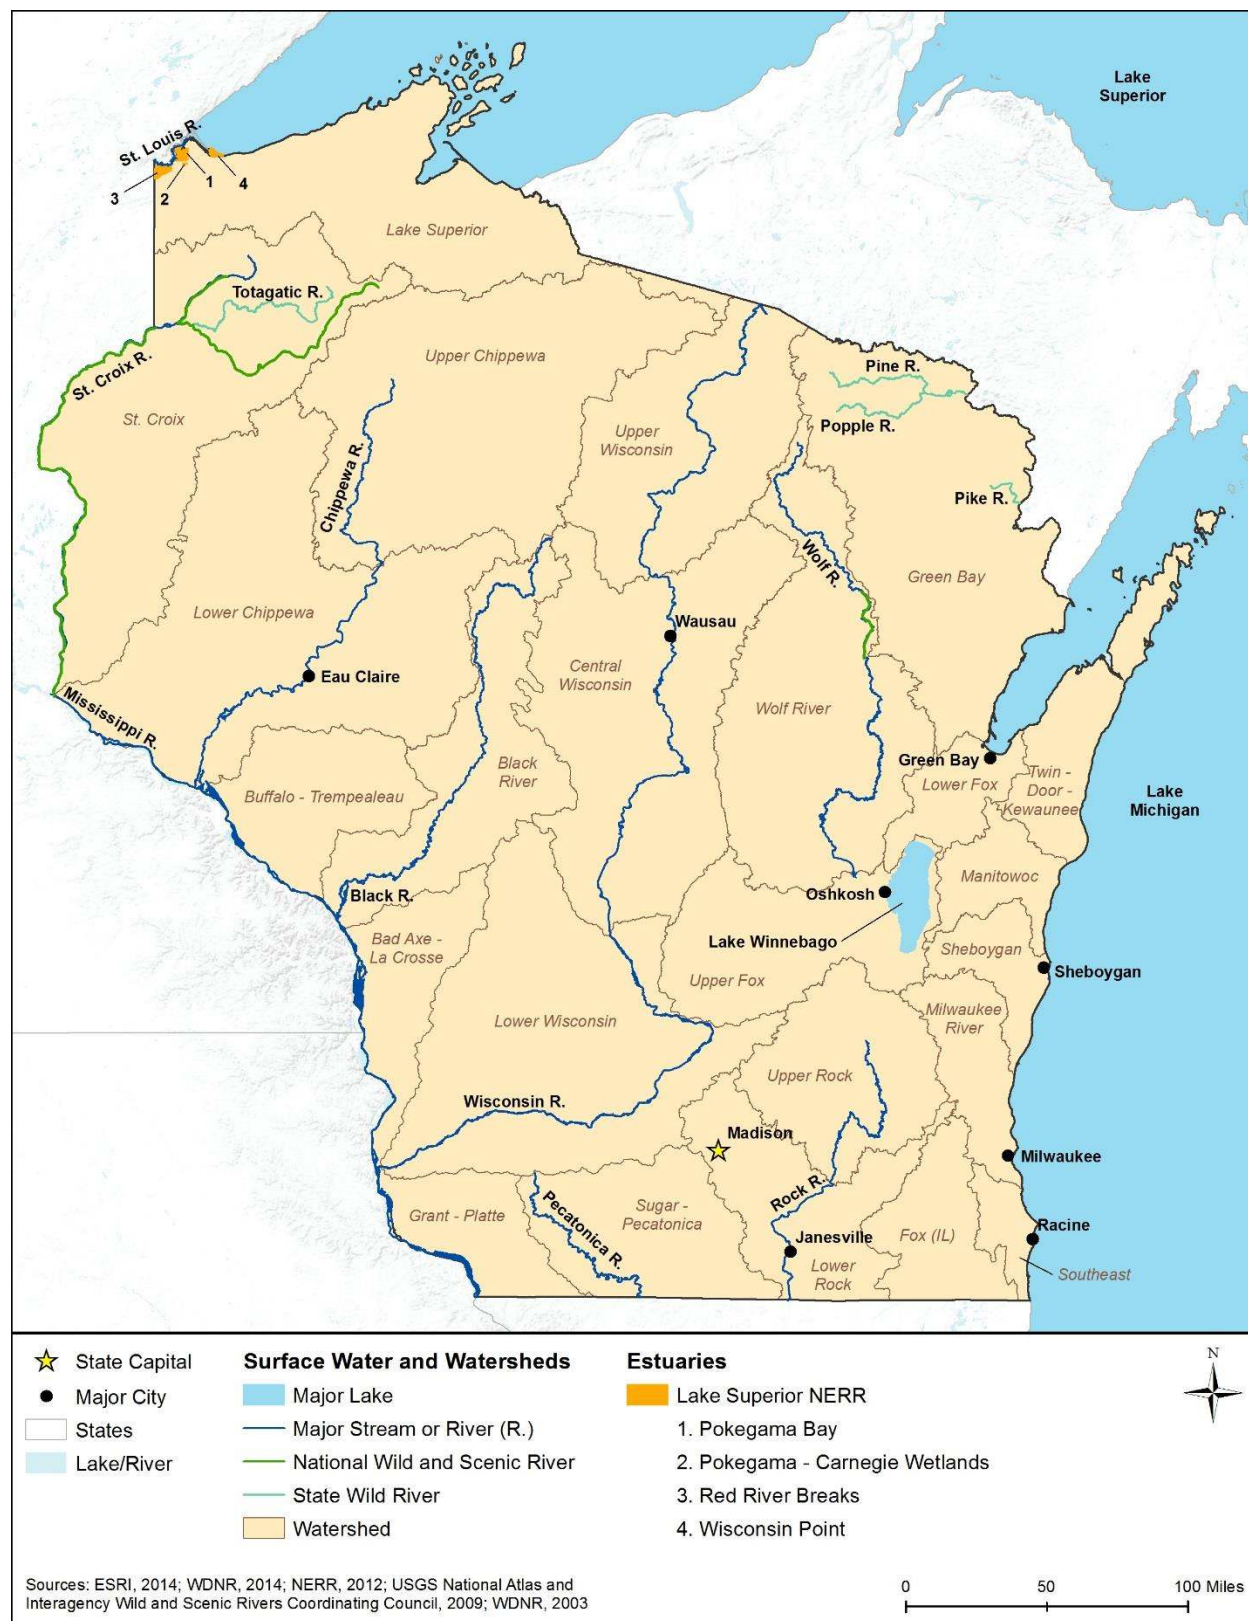 Lake
Superior
St. Louis R.
3
2
1
4
Lake Superior
Totagatic R.
St. Croix R.
Upper Chippewa
Pine R.
St. Croix
Chippewa R.
Upper
Wisconsin
Popple R.
Pike R.
Wolf R.
Green Bay
Lower Chippewa
Wausau
Central
Wisconsin
Eau Claire
Mississippi R.
Wolf River
Black
River
Green Bay
Lower Fox
Twin -
Door -
Kewaunee
Lake
Michigan
Buffalo - Trempealeau
Manitowoc
Black R.
Oshkosh
Lake Winnebago
Bad Axe -
La Crosse
Sheboygan
Sheboygan
Upper Fox
Lower Wisconsin
Milwaukee
River
Upper Rock
Wisconsin R.
Madison
Milwaukee
Rock R.
Grant - Platte
Pecatonica R.
Sugar -
Pecatonica
Janesville
Fox (IL)
Racine
Lower
Rock
Southeast
State Capital
Major City
States
Lake/River
Surface Water and Watersheds
Major Lake
Major Stream or River (R.)
National Wild and Scenic River
State Wild River
Watershed
Estuaries
Lake Superior NERR
1. Pokegama Bay
2. Pokegama - Carnegie Wetlands
3. Red River Breaks
4. Wisconsin Point
N
Sources: ESRI, 2014; WDNR, 2014; NERR, 2012; USGS National Atlas and
Interagency Wild and Scenic Rivers Coordinating Council, 2009; WDNR, 2003
0 50 100 Miles